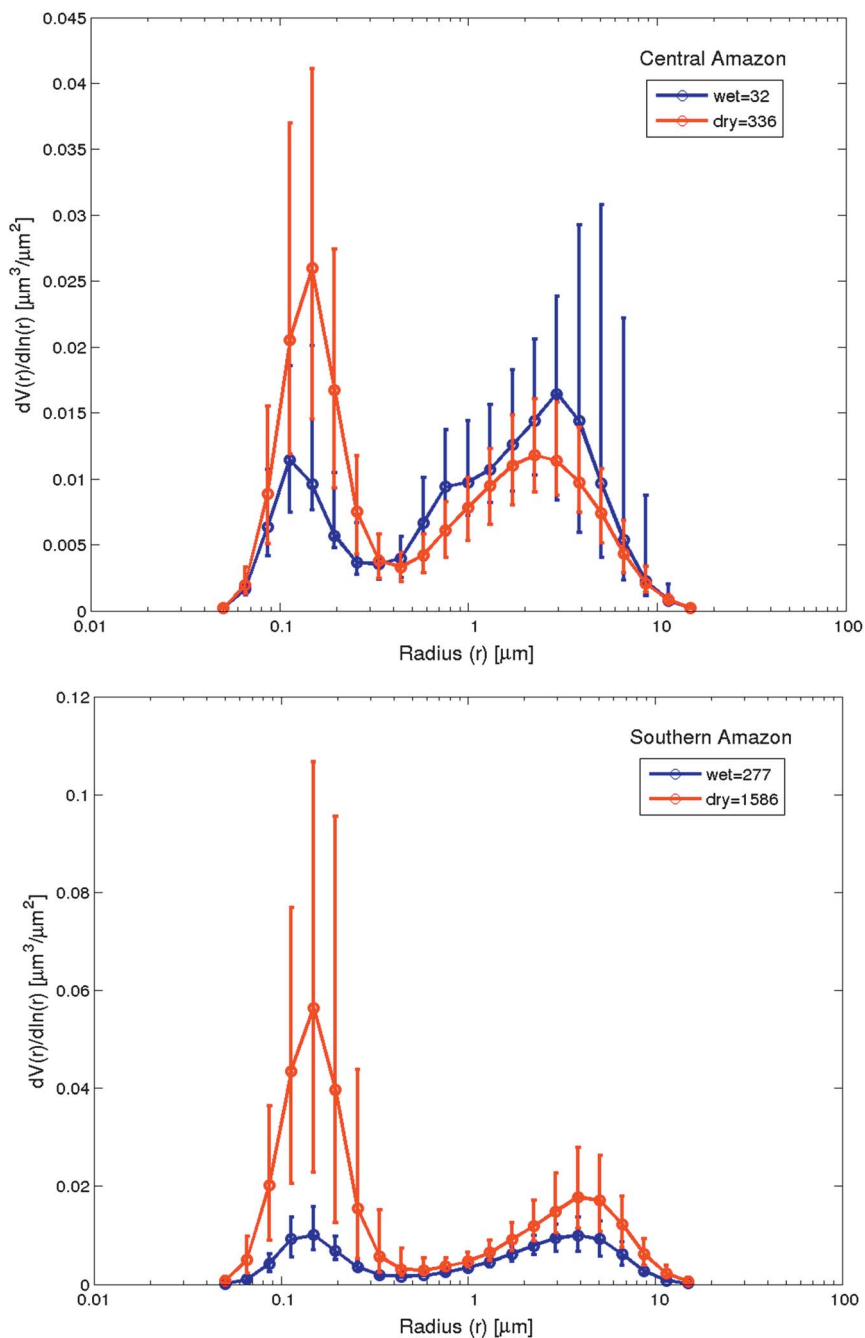 0.045
0.04
0.035
0.03
0.025
0.02
0.015
0.01
0.005
0
dV(r)/dln(r) [μm³/μm²]
Central Amazon
wet=32
dry=336
0.01
0.1
1
10
100
Radius (r) [μm]
0.12
0.1
0.08
0.06
0.04
0.02
0
dV(r)/dln(r) [μm³/μm²]
Southern Amazon
wet=277
dry=1586
0.01
0.1
1
10
100
Radius (r) [μm]